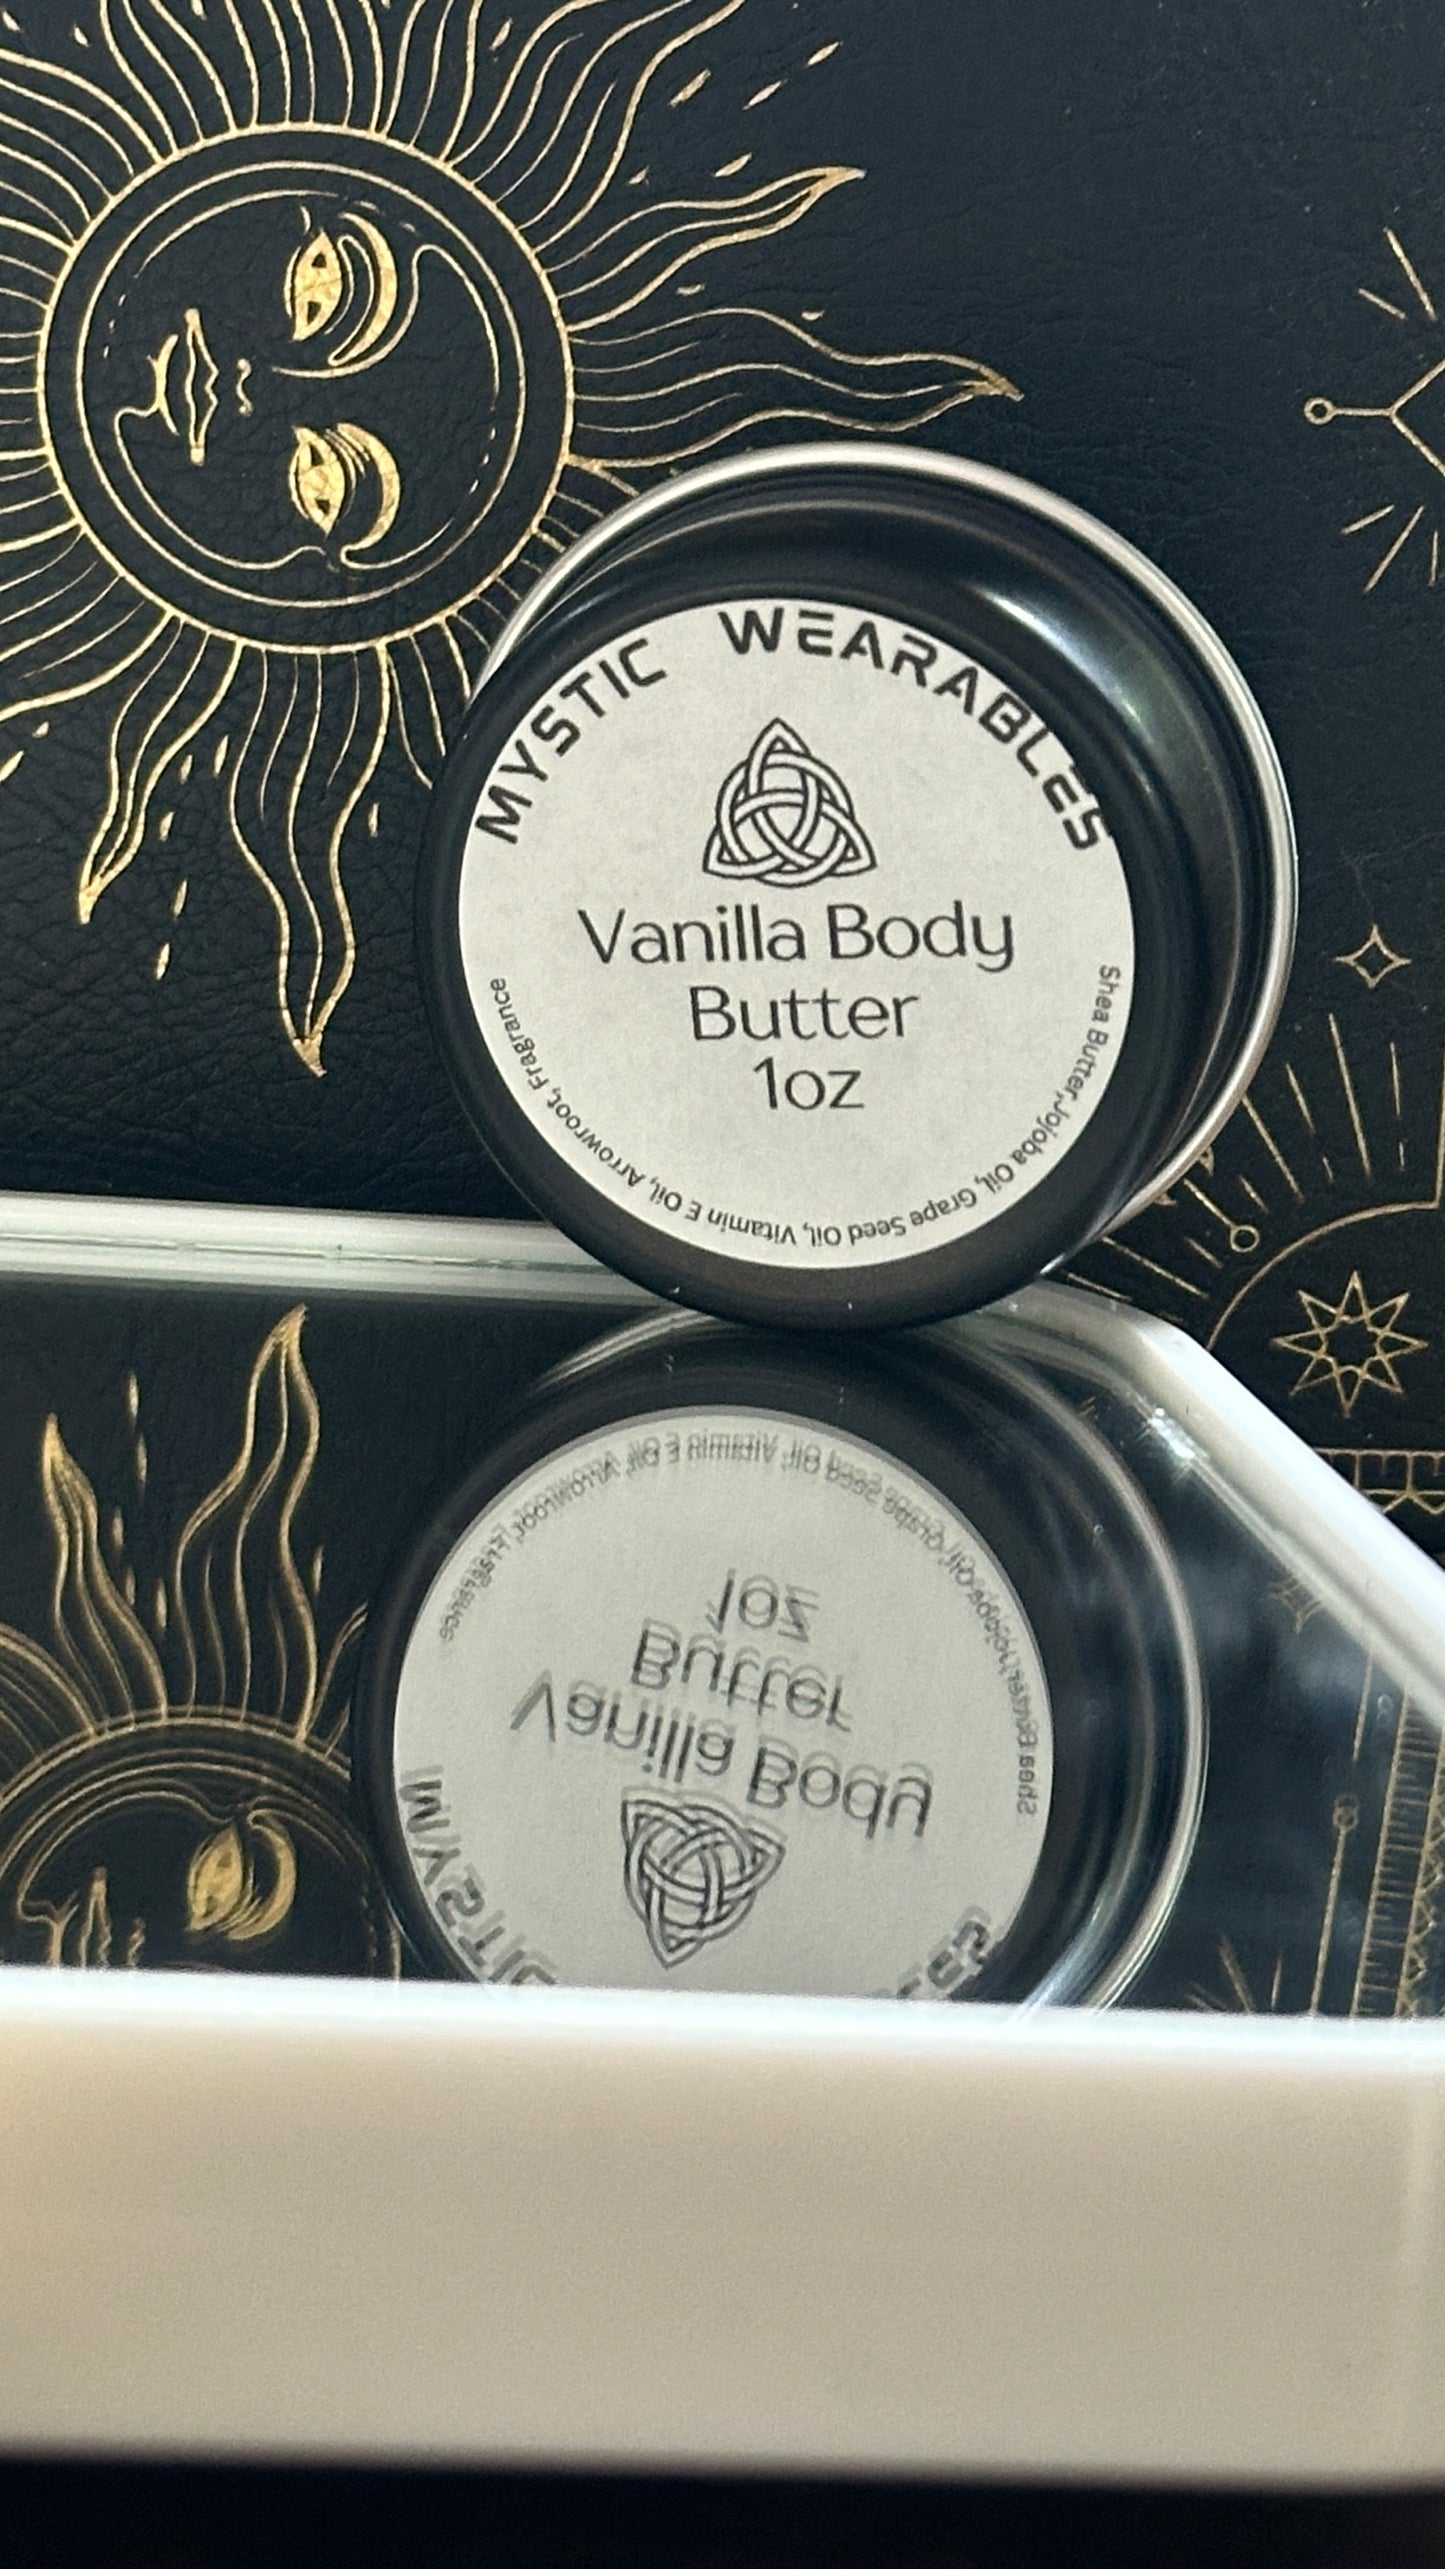 MYSTIC WEARABLES
Vanilla Body
Butter
1oz
Shea Butter, Jojoba Oil, Grape Seed Oil, Vitamin E Oil, Arrowroot, Fragrance